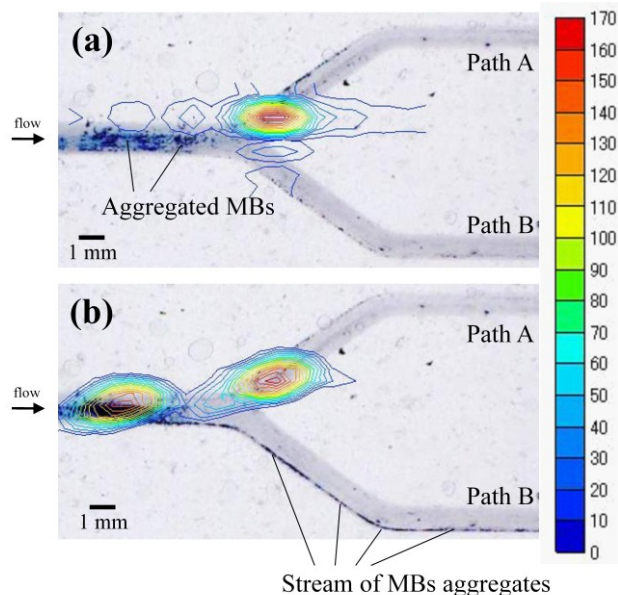 (a)
Path A
flow
Aggregated MBs
1 mm
Path B
(b)
Path A
flow
1 mm
Path B
Stream of MBs aggregates
170
160
150
140
130
120
110
100
90
80
70
60
50
40
30
20
10
0